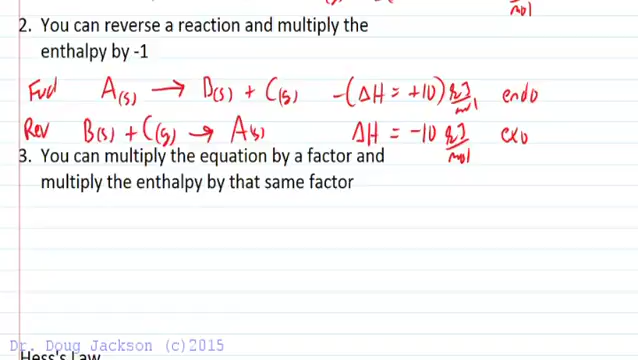 mol
2. You can reverse a reaction and multiply the
enthalpy by -1
Fwd A(s) → B(s) + C(g) -(ΔH = +10) kJ/mol endo
Rev B(s) + C(g) → A(s) ΔH = -10 kJ/mol exo
3. You can multiply the equation by a factor and
multiply the enthalpy by that same factor
Dr. Doug Jackson (c)2015
Hess's Law